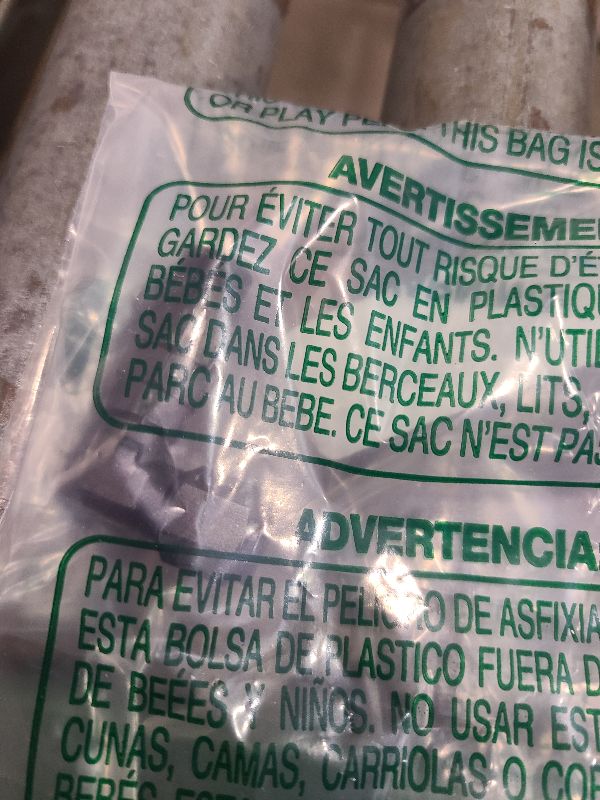 OR PLAY THIS BAG IS
AVERTISSEME
POUR ÉVITER TOUT RISQUE D'É
GARDEZ CE SAC EN PLASTIQU
BÉBÉS ET LES ENFANTS. N'UTIL
SAC DANS LES BERCEAUX, LITS,
PARC AU BEBE. CE SAC N'EST PAS
ADVERTENCIA
PARA EVITAR EL PELIGRO DE ASFIXIA
ESTA BOLSA DE PLASTICO FUERA D
DE BEÉES Y NIÑOS. NO USAR EST
CUNAS, CAMAS, CARRIOLAS O COR
BEBÉS